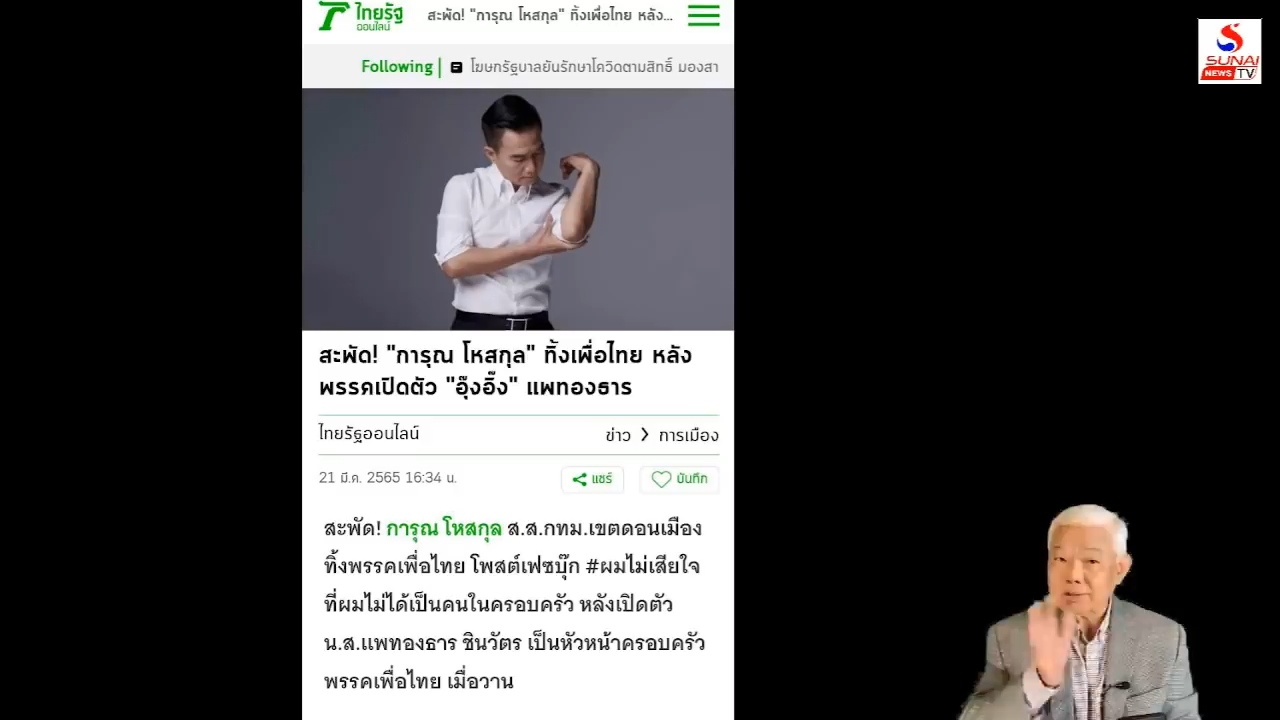 ไทยรัฐ
ออนไลน์
สะพัด! "การุณ โหสกุล" ทิ้งเพื่อไทย หลัง...
Following | โฆษกรัฐบาลยันรักษาโควิดตามสิทธิ์ มองสา
SUNAI
NEWS TV
สะพัด! "การุณ โหสกุล" ทิ้งเพื่อไทย หลัง
พรรคเปิดตัว "อุ๊งอิ๊ง" แพทองธาร
ไทยรัฐออนไลน์
ข่าว > การเมือง
21 มี.ค. 2565 16:34 น.
แชร์
บันทึก
สะพัด! การุณ โหสกุล ส.ส.กทม.เขตดอนเมือง
ทิ้งพรรคเพื่อไทย โพสต์เฟซบุ๊ก #ผมไม่เสียใจ
ที่ผมไม่ได้เป็นคนในครอบครัว หลังเปิดตัว
น.ส.แพทองธาร ชินวัตร เป็นหัวหน้าครอบครัว
พรรคเพื่อไทย เมื่อวาน